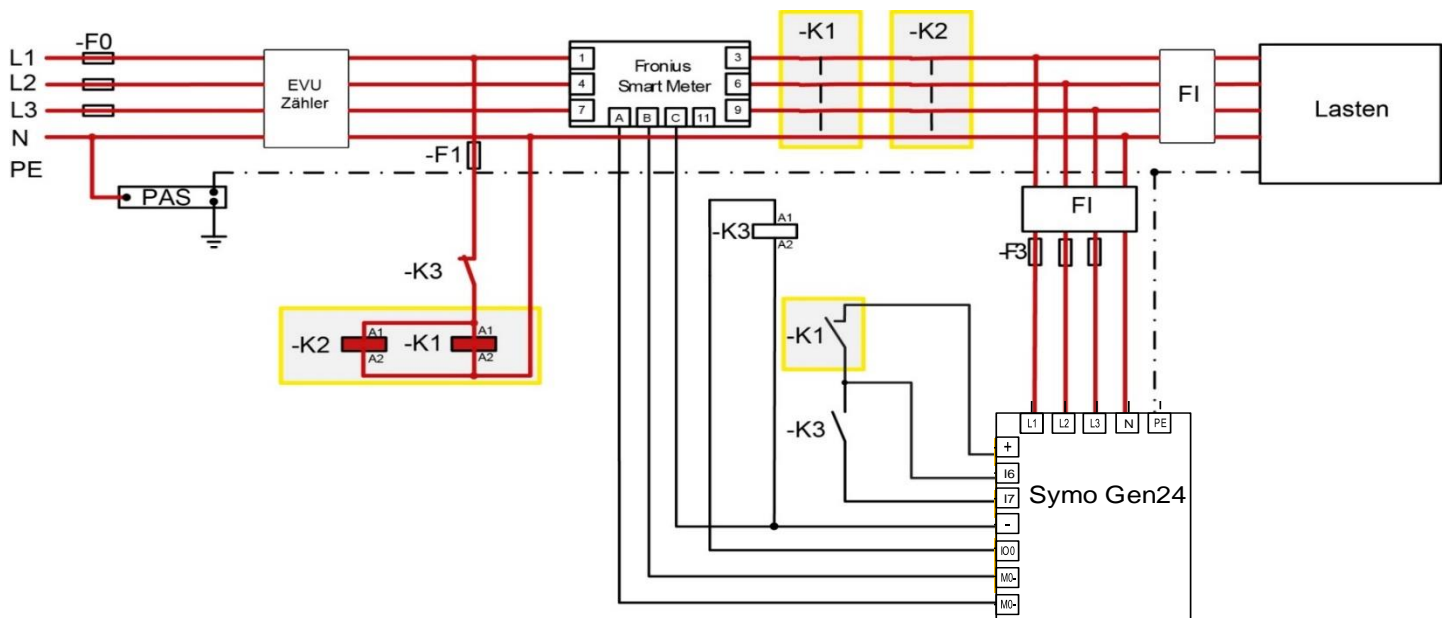 -F0
-K1
-K2
L1
L2
L3
N
PE
EVU
Zähler
1
4
7
Fronius
Smart Meter
3
6
9
A
B
C
11
FI
Lasten
-F1
PAS
-K3
A1
A2
FI
-F3
-K3
-K2
A1
A2
-K1
A1
A2
-K1
-K3
L1
L2
L3
N
PE
+
I6
I7
-
IO0
M0-
M0-
Symo Gen24